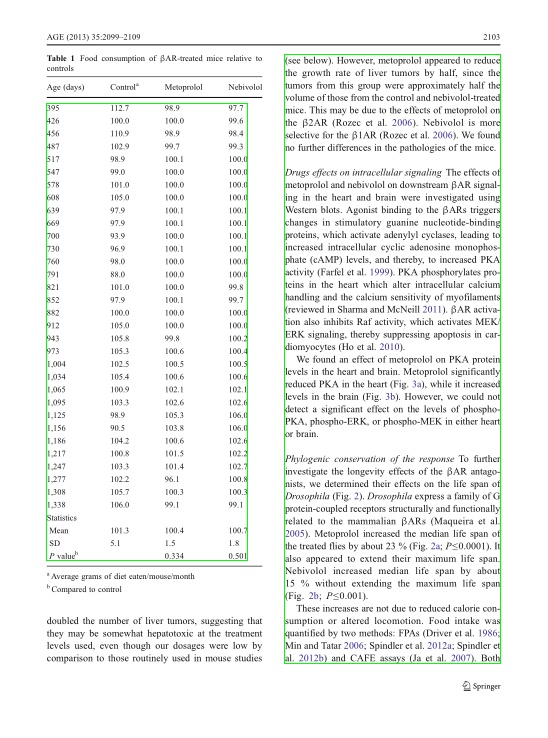 AGE (2013) 35:2099–2109 2103
Table 1 Food consumption of βAR-treated mice relative to
controls
Age (days) Controlᵃ Metoprolol Nebivolol
395 112.7 98.9 97.7
426 100.0 100.0 99.6
456 110.9 98.9 98.4
487 102.9 99.7 99.3
517 98.9 100.1 100.0
547 99.0 100.0 100.0
578 101.0 100.0 100.0
608 105.0 100.0 100.0
639 97.9 100.1 100.1
669 97.9 100.1 100.1
700 93.9 100.1 100.1
730 96.9 100.1 100.1
760 98.0 100.0 100.0
791 88.0 100.0 100.0
821 101.0 100.0 99.8
852 97.9 100.1 99.7
882 100.0 100.0 100.0
912 105.0 100.0 100.0
943 105.8 99.8 100.2
973 105.3 100.6 100.4
1,004 102.5 100.5 100.5
1,034 105.4 100.6 100.6
1,065 100.9 102.1 102.1
1,095 103.3 102.6 102.6
1,125 98.9 105.3 106.0
1,156 90.5 103.8 106.0
1,186 104.2 100.6 102.6
1,217 100.8 101.5 102.2
1,247 103.3 101.4 102.7
1,277 102.2 96.1 100.8
1,308 105.7 100.3 100.3
1,338 106.0 99.1 99.1
Statistics
Mean 101.3 100.4 100.7
SD 5.1 1.5 1.8
P valueᵇ 0.334 0.501
ᵃ Average grams of diet eaten/mouse/month
ᵇ Compared to control
doubled the number of liver tumors, suggesting that
they may be somewhat hepatotoxic at the treatment
levels used, even though our dosages were low by
comparison to those routinely used in mouse studies
(see below). However, metoprolol appeared to reduce
the growth rate of liver tumors by half, since the
tumors from this group were approximately half the
volume of those from the control and nebivolol-treated
mice. This may be due to the effects of metoprolol on
the β2AR (Rozec et al. 2006). Nebivolol is more
selective for the β1AR (Rozec et al. 2006). We found
no further differences in the pathologies of the mice.
Drugs effects on intracellular signaling The effects of
metoprolol and nebivolol on downstream βAR signal-
ing in the heart and brain were investigated using
Western blots. Agonist binding to the βARs triggers
changes in stimulatory guanine nucleotide-binding
proteins, which activate adenylyl cyclases, leading to
increased intracellular cyclic adenosine monophos-
phate (cAMP) levels, and thereby, to increased PKA
activity (Farfel et al. 1999). PKA phosphorylates pro-
teins in the heart which alter intracellular calcium
handling and the calcium sensitivity of myofilaments
(reviewed in Sharma and McNeill 2011). βAR activa-
tion also inhibits Raf activity, which activates MEK/
ERK signaling, thereby suppressing apoptosis in car-
diomyocytes (Ho et al. 2010).
We found an effect of metoprolol on PKA protein
levels in the heart and brain. Metoprolol significantly
reduced PKA in the heart (Fig. 3a), while it increased
levels in the brain (Fig. 3b). However, we could not
detect a significant effect on the levels of phospho-
PKA, phospho-ERK, or phospho-MEK in either heart
or brain.
Phylogenic conservation of the response To further
investigate the longevity effects of the βAR antago-
nists, we determined their effects on the life span of
Drosophila (Fig. 2). Drosophila express a family of G
protein-coupled receptors structurally and functionally
related to the mammalian βARs (Maqueira et al.
2005). Metoprolol increased the median life span of
the treated flies by about 23 % (Fig. 2a; P≤0.0001). It
also appeared to extend their maximum life span.
Nebivolol increased median life span by about
15 % without extending the maximum life span
(Fig. 2b; P≤0.001).
These increases are not due to reduced calorie con-
sumption or altered locomotion. Food intake was
quantified by two methods: FPAs (Driver et al. 1986;
Min and Tatar 2006; Spindler et al. 2012a; Spindler et
al. 2012b) and CAFE assays (Ja et al. 2007). Both
Springer